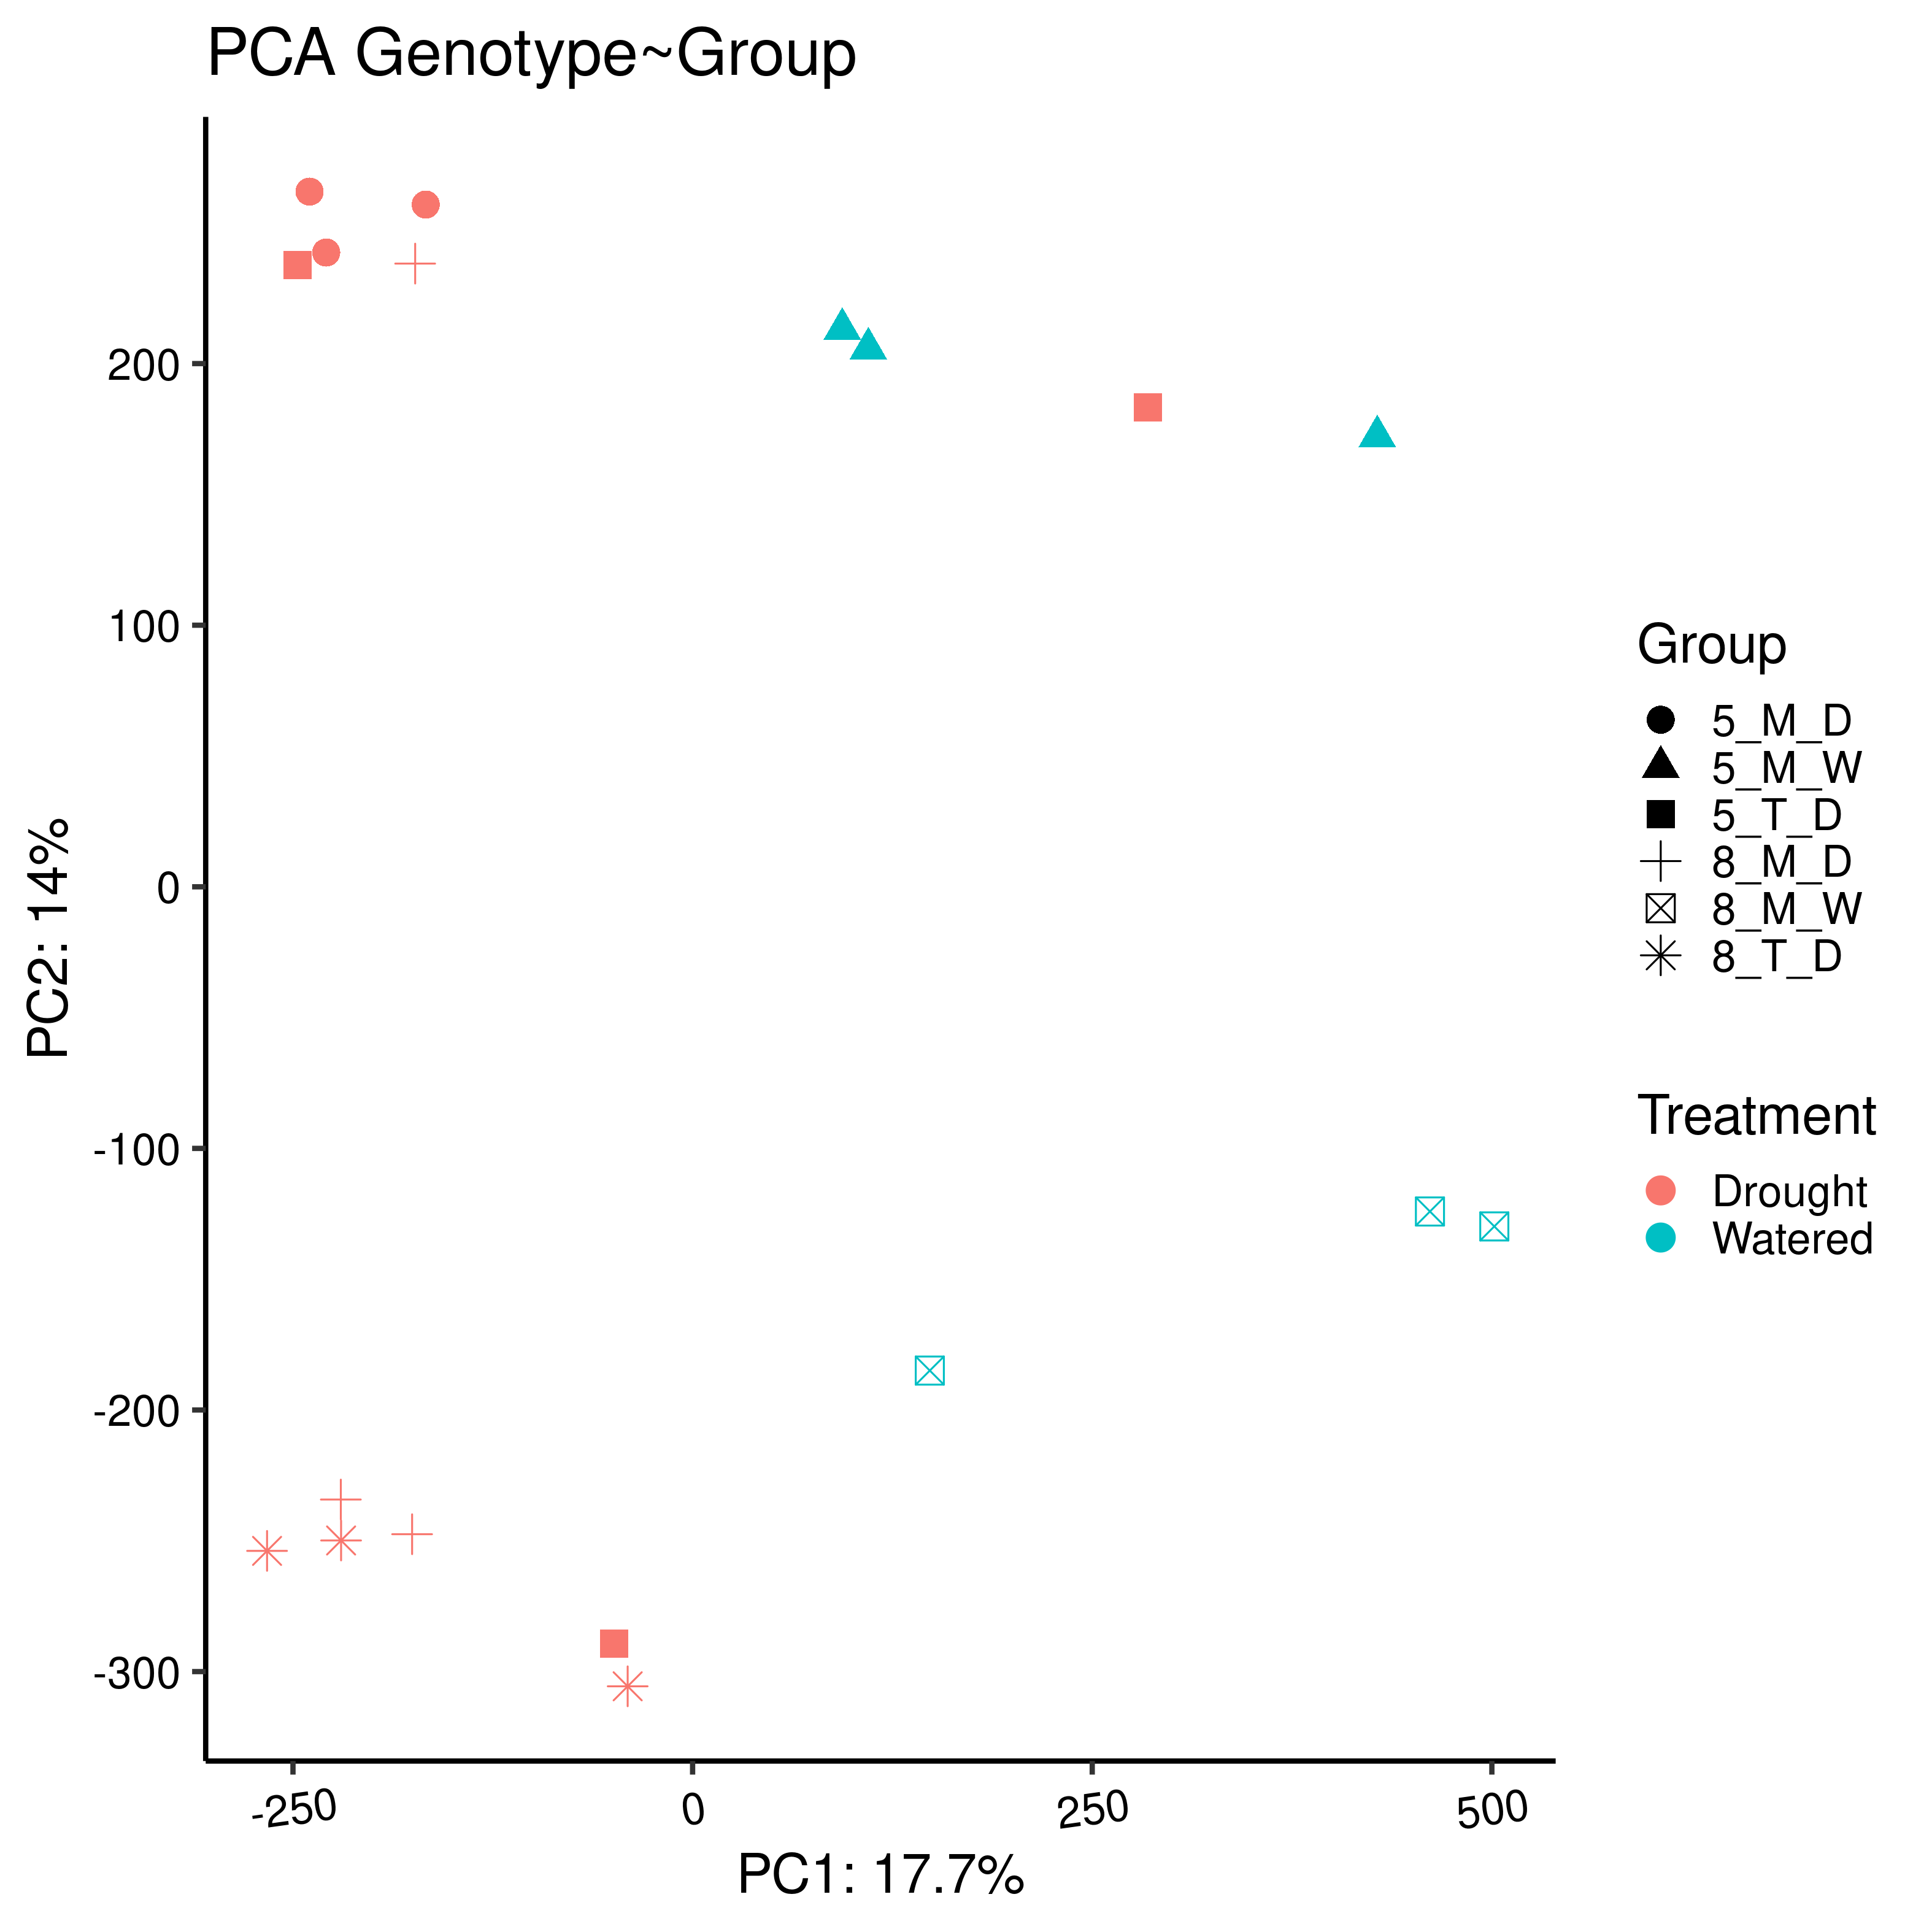 PCA Genotype~Group
PC2: 14%
200
100
0
-100
-200
-300
-250
0
250
500
PC1: 17.7%
Group
5_M_D
5_M_W
5_T_D
8_M_D
8_M_W
8_T_D
Treatment
Drought
Watered